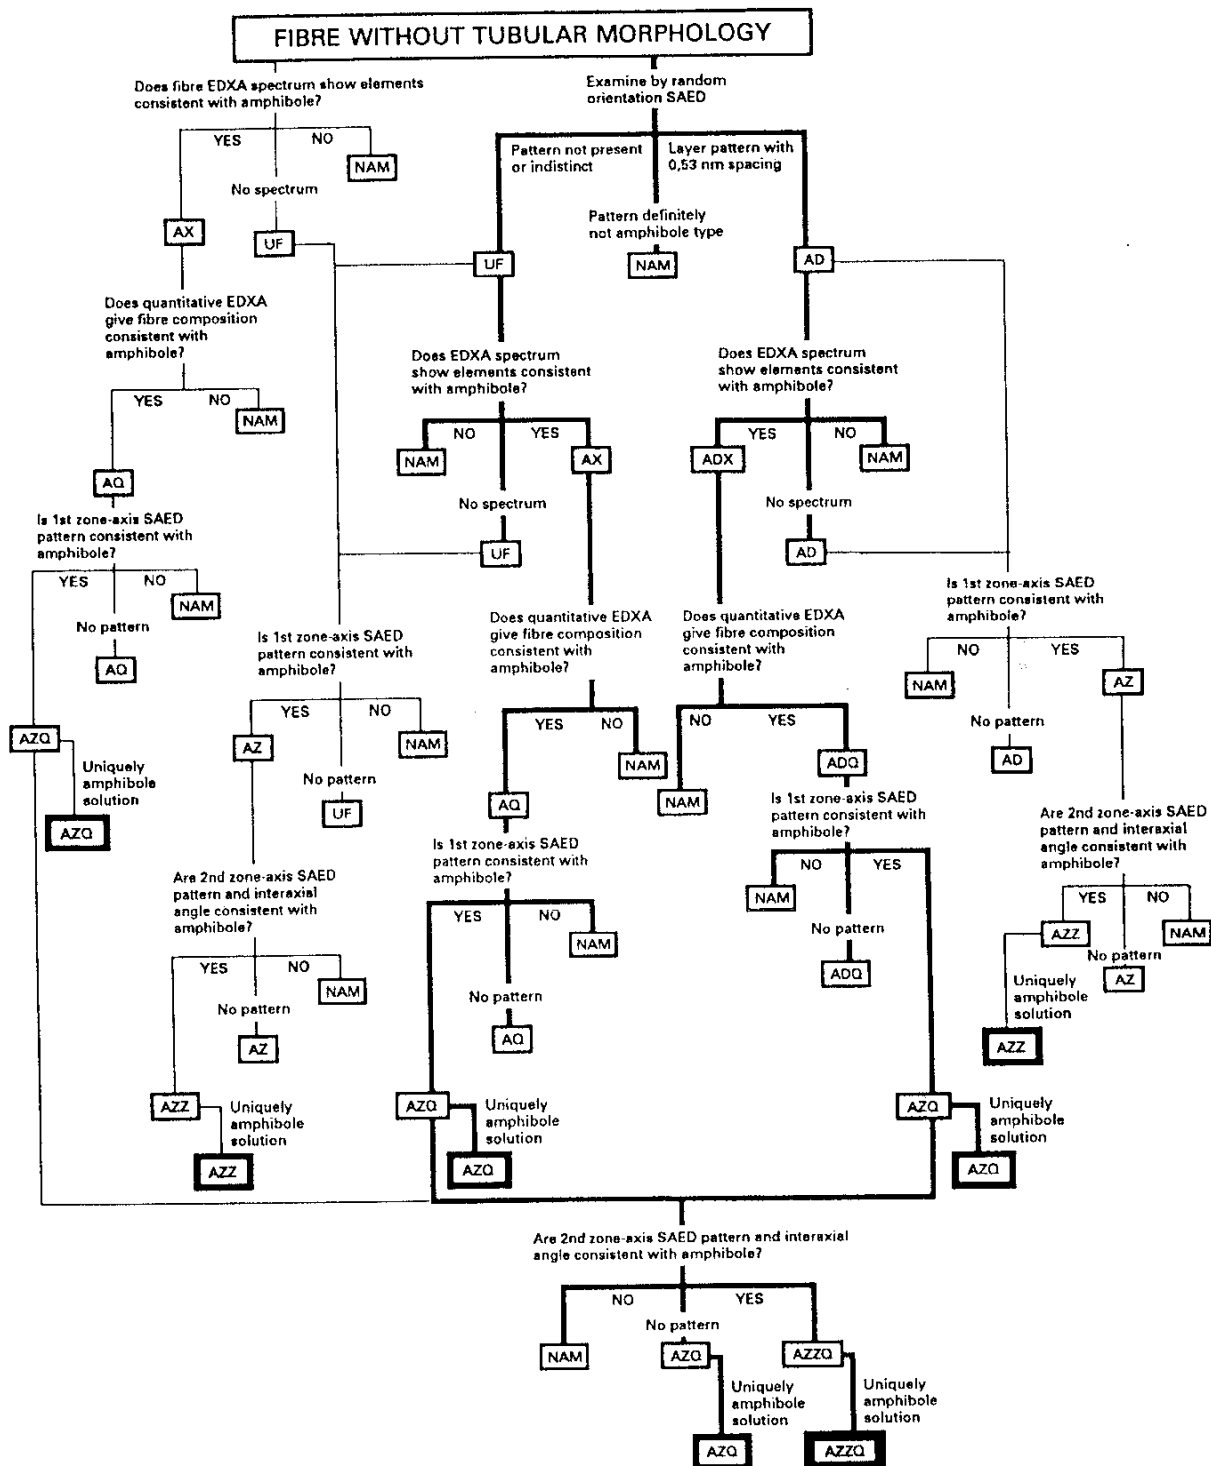 FIBRE WITHOUT TUBULAR MORPHOLOGY
Does fibre EDXA spectrum show elements
consistent with amphibole?
YES
NO
NAM
No spectrum
AX
UF
Does quantitative EDXA
give fibre composition
consistent with
amphibole?
YES
NO
NAM
AQ
Is 1st zone-axis SAED
pattern consistent with
amphibole?
YES
NO
NAM
No pattern
AQ
AZQ
Uniquely
amphibole
solution
AZQ
Is 1st zone-axis SAED
pattern consistent with
amphibole?
YES
NO
AZ
NAM
No pattern
UF
Are 2nd zone-axis SAED
pattern and interaxial
angle consistent with
amphibole?
YES
NO
NAM
No pattern
AZ
AZZ
Uniquely
amphibole
solution
AZZ
Examine by random
orientation SAED
Pattern not present
or indistinct
Layer pattern with
0,53 nm spacing
Pattern definitely
not amphibole type
UF
NAM
AD
Does EDXA spectrum
show elements consistent
with amphibole?
NO
YES
NAM
AX
No spectrum
UF
Does quantitative EDXA
give fibre composition
consistent with
amphibole?
YES
NO
NAM
AQ
Is 1st zone-axis SAED
pattern consistent with
amphibole?
YES
NO
NAM
No pattern
AQ
AZQ
Uniquely
amphibole
solution
AZQ
Does EDXA spectrum
show elements consistent
with amphibole?
YES
NO
ADX
NAM
No spectrum
AD
Does quantitative EDXA
give fibre composition
consistent with
amphibole?
NO
YES
NAM
ADQ
Is 1st zone-axis SAED
pattern consistent with
amphibole?
NO
YES
NAM
No pattern
ADQ
AZQ
Uniquely
amphibole
solution
AZQ
Is 1st zone-axis SAED
pattern consistent with
amphibole?
NO
YES
NAM
AZ
No pattern
AD
Are 2nd zone-axis SAED
pattern and interaxial
angle consistent with
amphibole?
YES
NO
AZZ
NAM
No pattern
AZ
Uniquely
amphibole
solution
AZZ
Are 2nd zone-axis SAED pattern and interaxial
angle consistent with amphibole?
NO
YES
No pattern
NAM
AZQ
AZZQ
Uniquely
amphibole
solution
Uniquely
amphibole
solution
AZQ
AZZQ